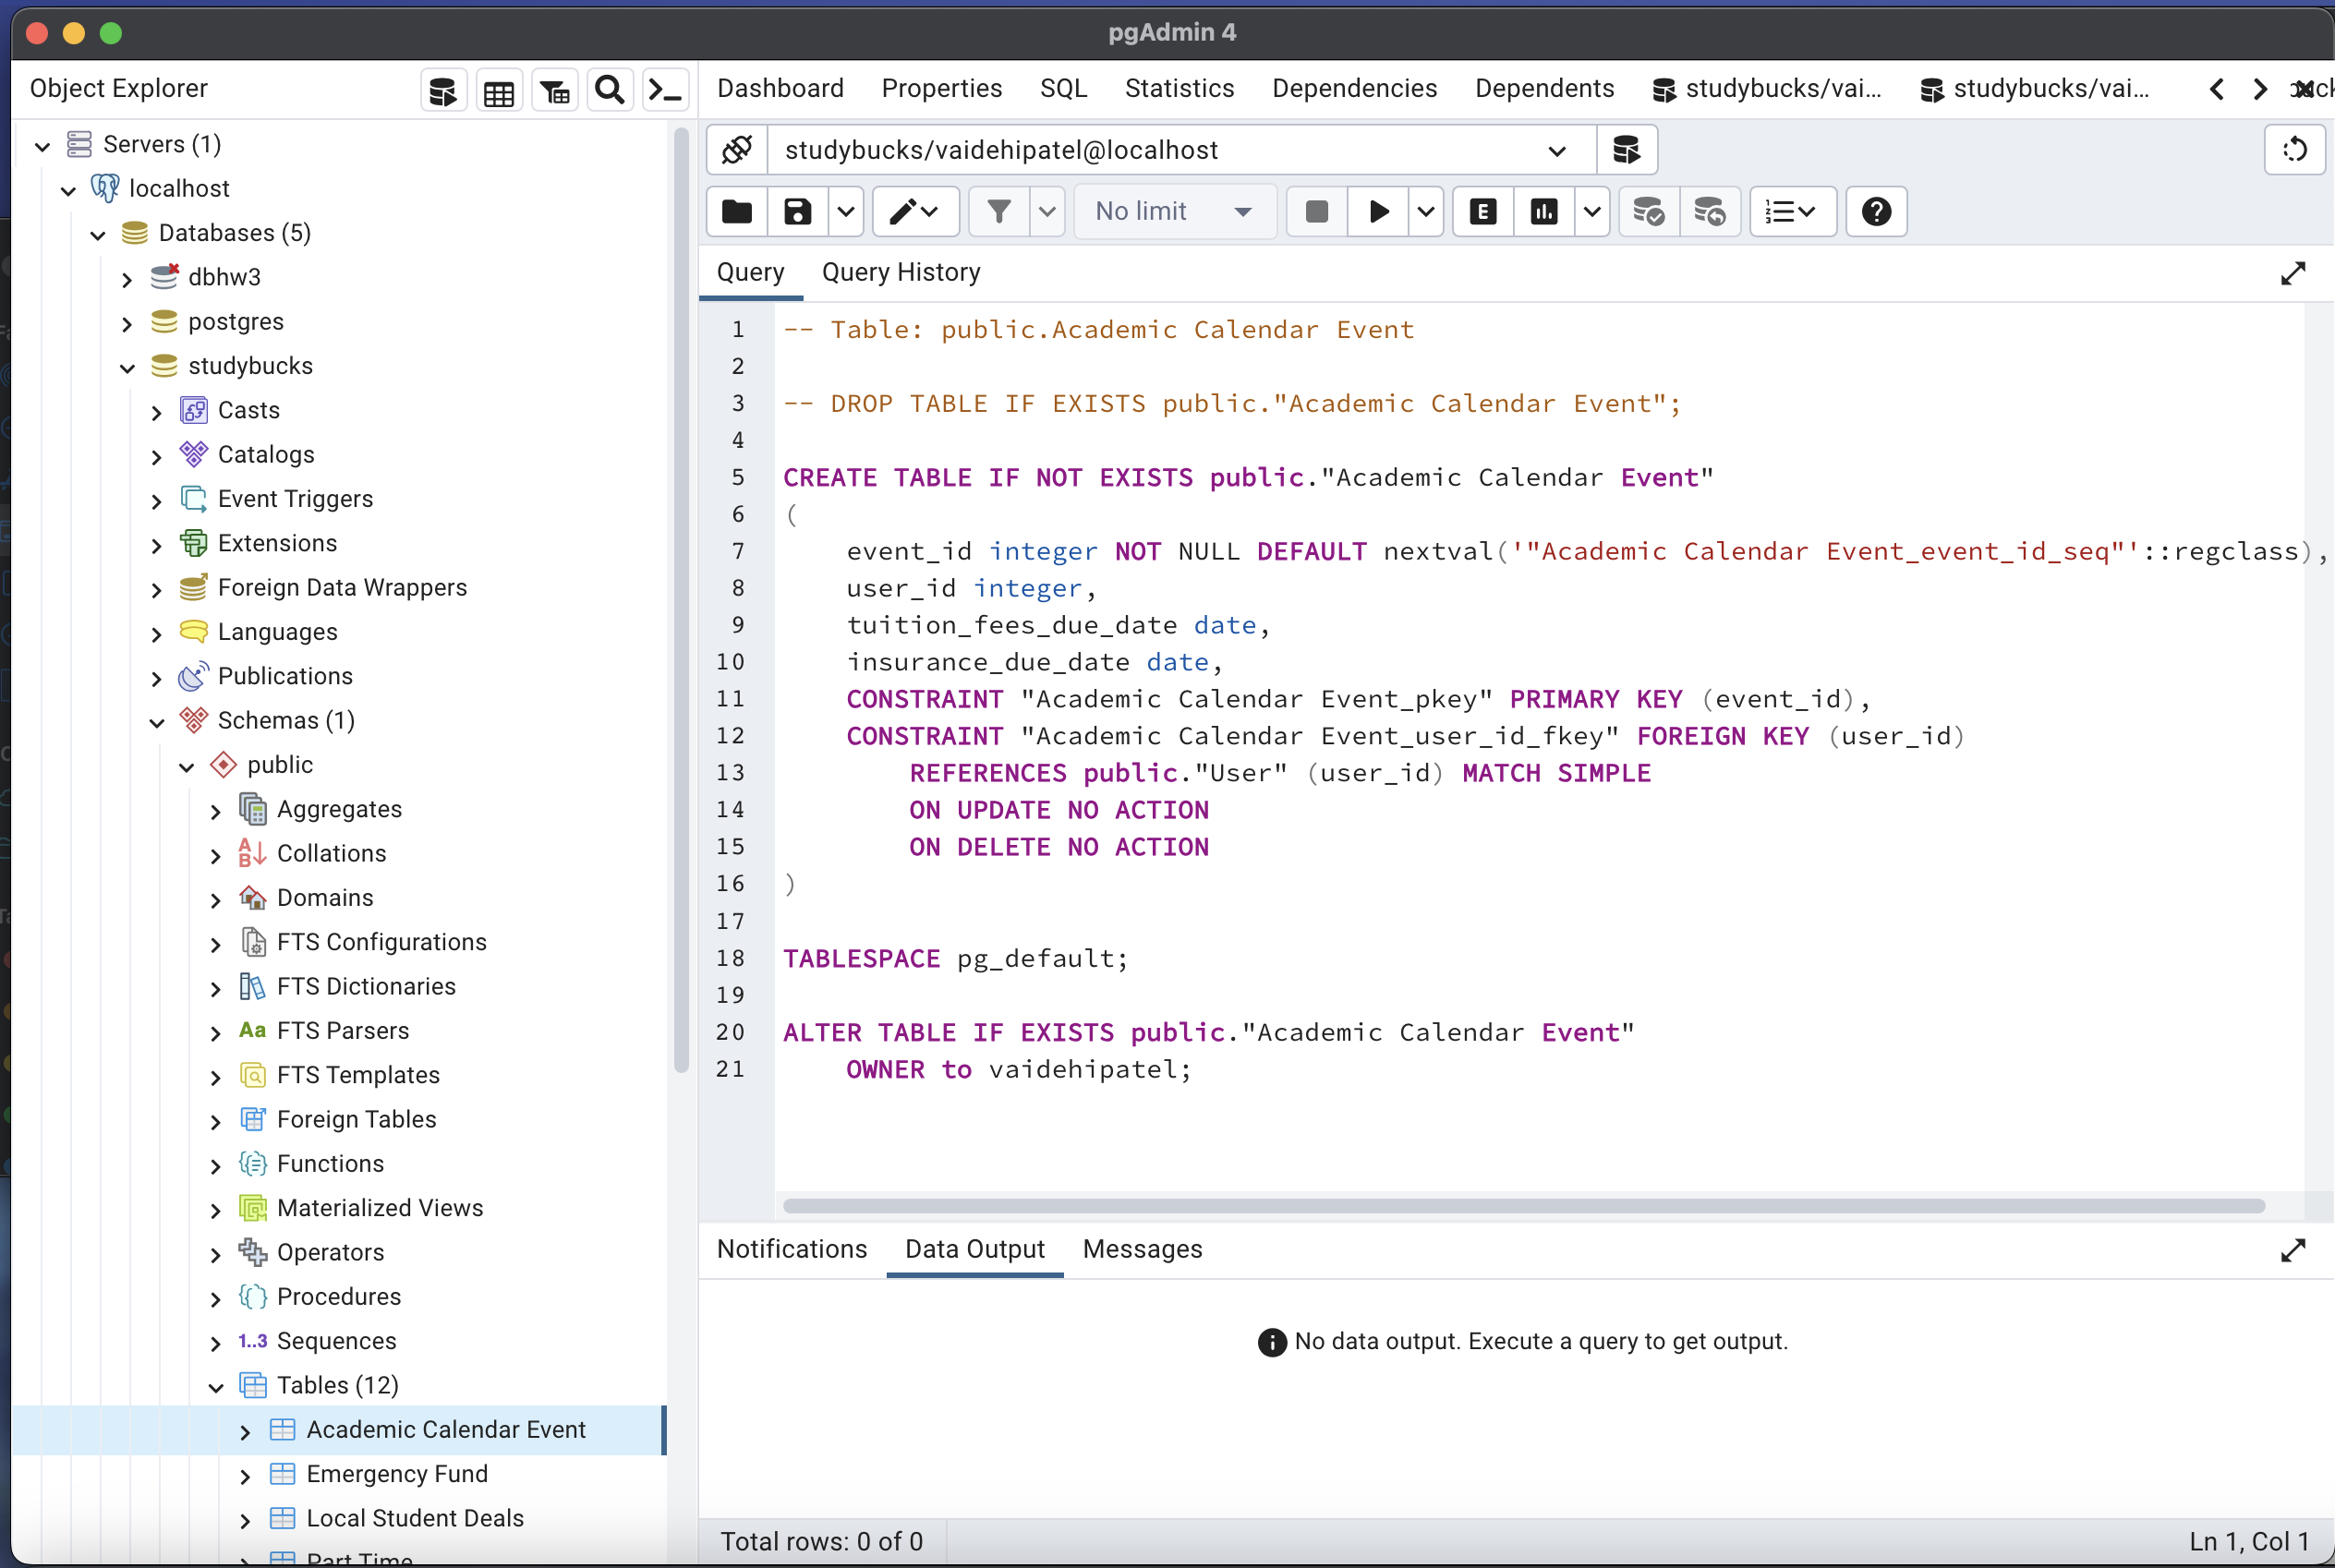 pgAdmin 4
Object Explorer
Dashboard Properties SQL Statistics Dependencies Dependents studybucks/vai... studybucks/vai...
Servers (1)
localhost
Databases (5)
dbhw3
postgres
studybucks
Casts
Catalogs
Event Triggers
Extensions
Foreign Data Wrappers
Languages
Publications
Schemas (1)
public
Aggregates
Collations
Domains
FTS Configurations
FTS Dictionaries
Aa FTS Parsers
FTS Templates
Foreign Tables
Functions
Materialized Views
Operators
Procedures
1..3 Sequences
Tables (12)
Academic Calendar Event
Emergency Fund
Local Student Deals
Part Time
studybucks/vaidehipatel@localhost
No limit
Query Query History
1 -- Table: public.Academic Calendar Event
2
3 -- DROP TABLE IF EXISTS public."Academic Calendar Event";
4
5 CREATE TABLE IF NOT EXISTS public."Academic Calendar Event"
6 (
7 event_id integer NOT NULL DEFAULT nextval('"Academic Calendar Event_event_id_seq"'::regclass),
8 user_id integer,
9 tuition_fees_due_date date,
10 insurance_due_date date,
11 CONSTRAINT "Academic Calendar Event_pkey" PRIMARY KEY (event_id),
12 CONSTRAINT "Academic Calendar Event_user_id_fkey" FOREIGN KEY (user_id)
13 REFERENCES public."User" (user_id) MATCH SIMPLE
14 ON UPDATE NO ACTION
15 ON DELETE NO ACTION
16 )
17
18 TABLESPACE pg_default;
19
20 ALTER TABLE IF EXISTS public."Academic Calendar Event"
21 OWNER to vaidehipatel;
Notifications Data Output Messages
No data output. Execute a query to get output.
Total rows: 0 of 0
Ln 1, Col 1